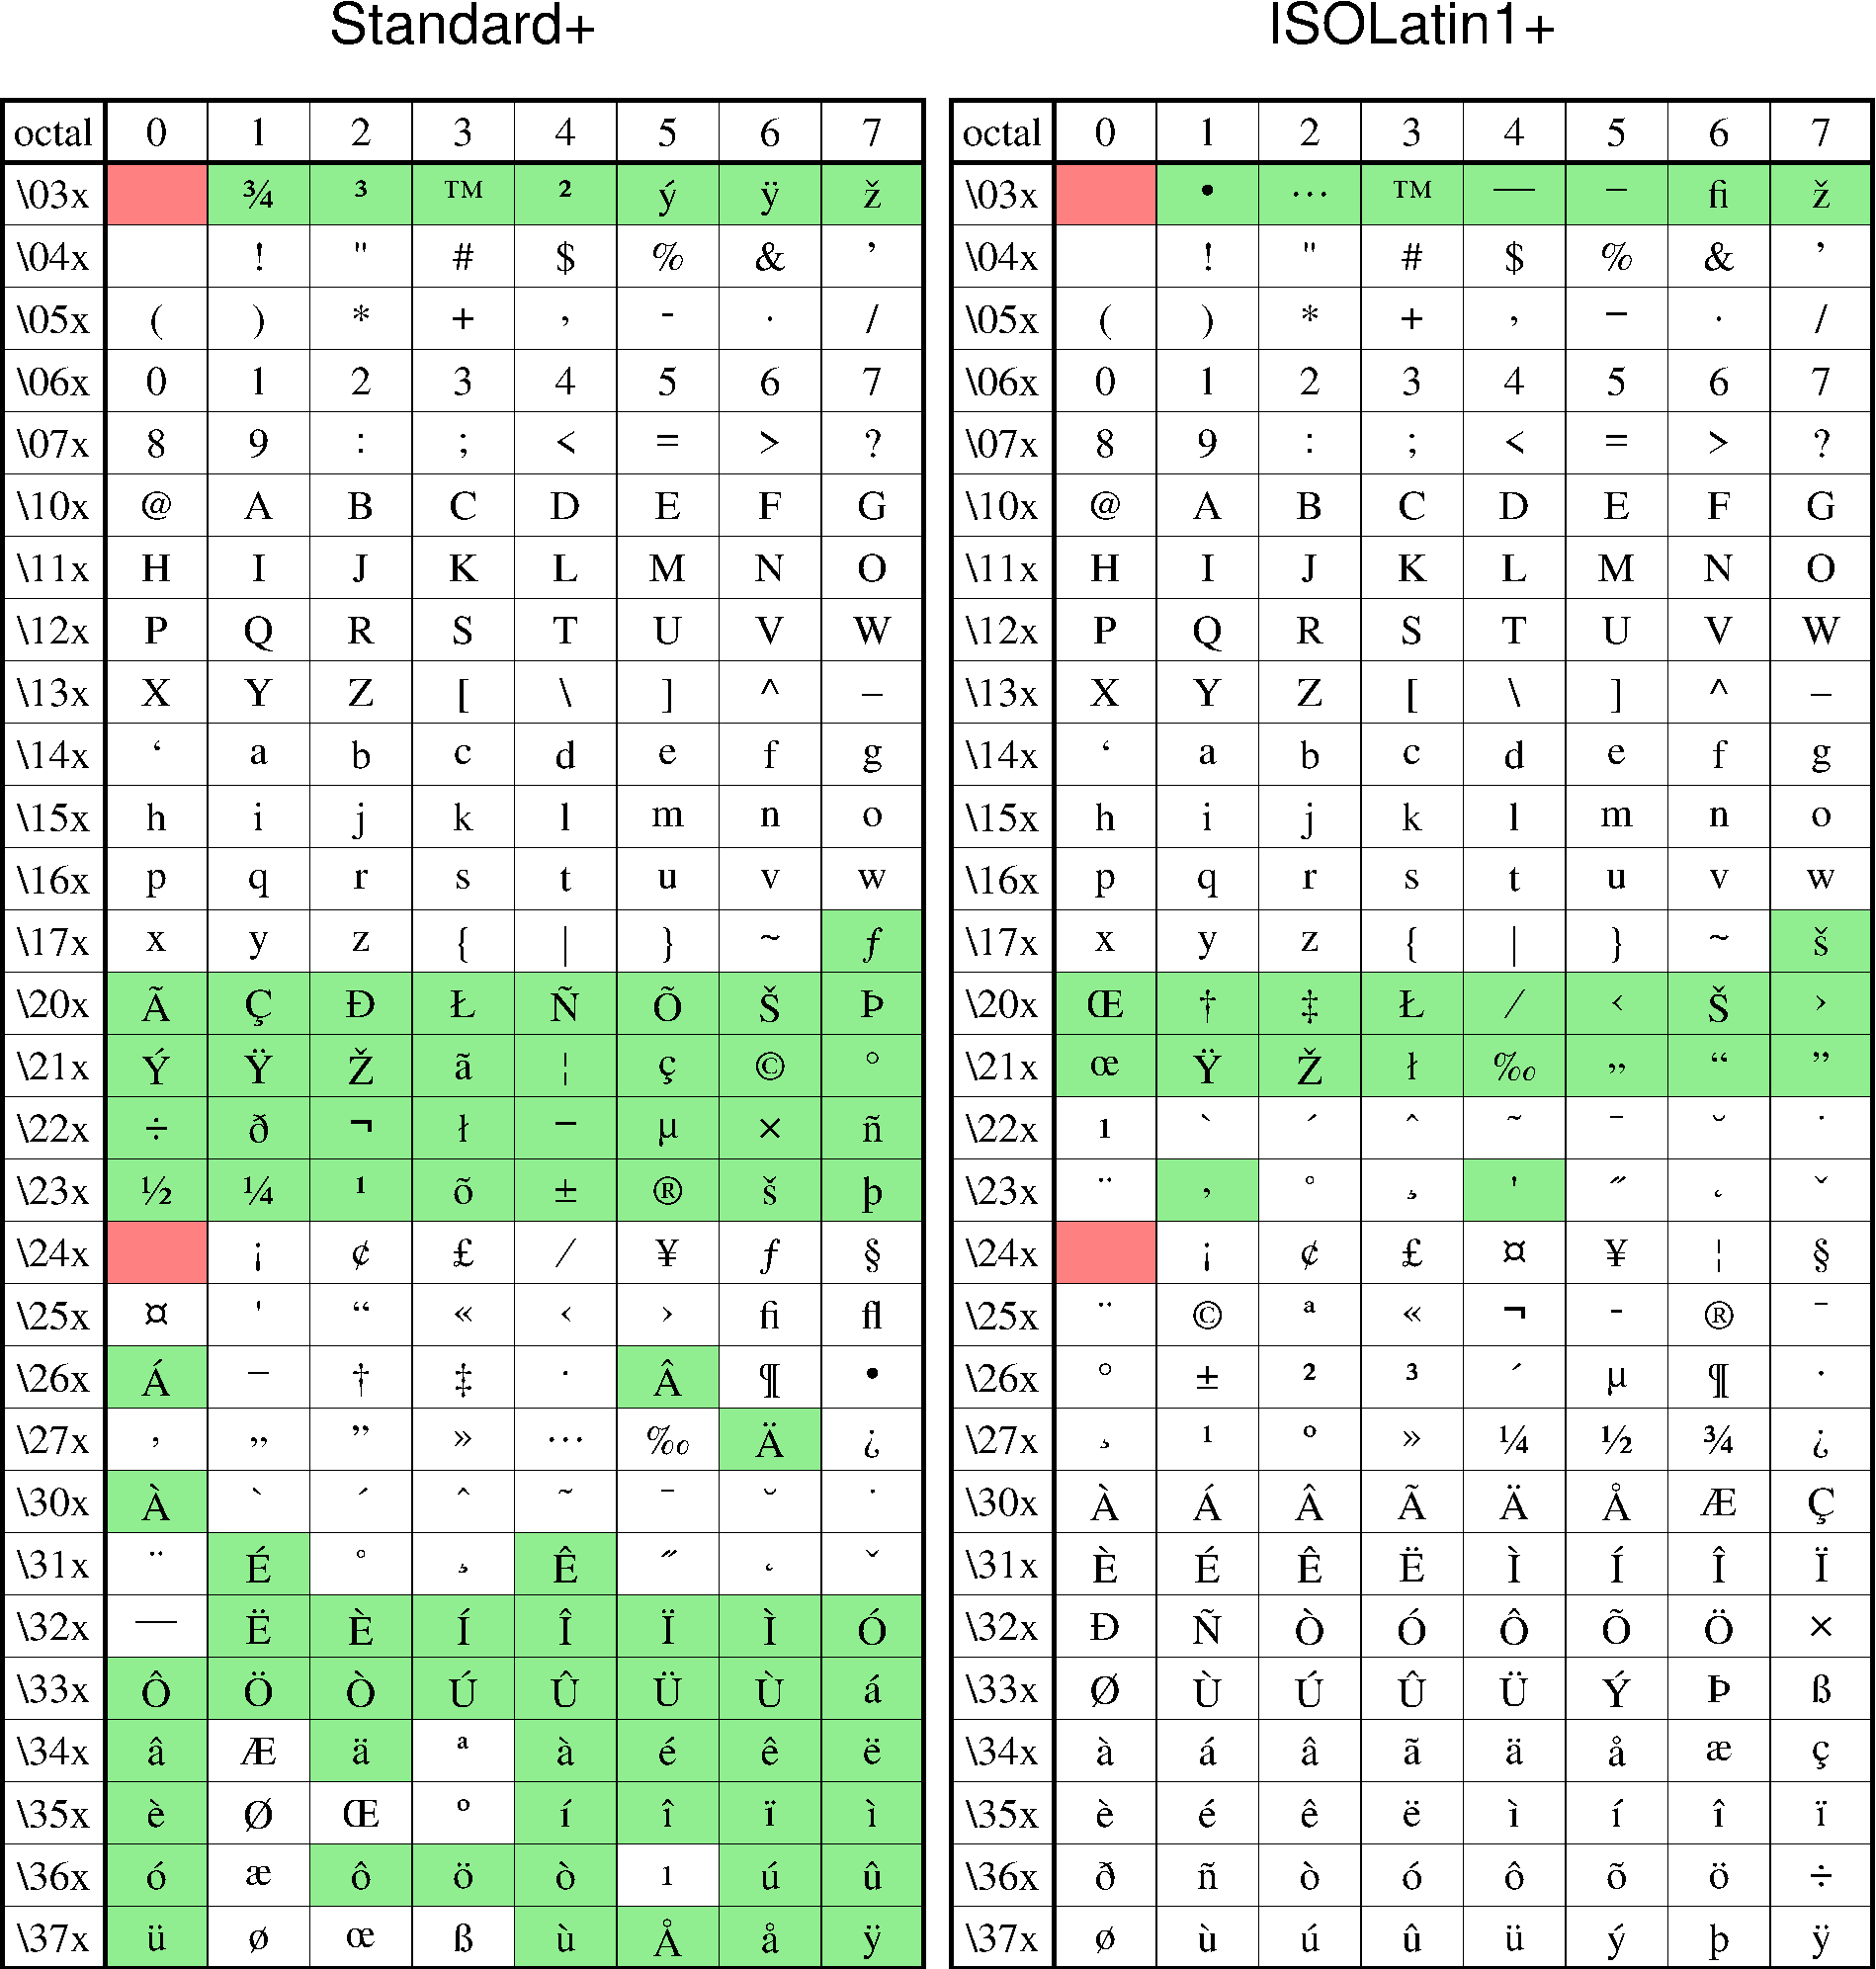 Standard+ ISOLatin1+
octal 0 1 2 3 4 5 6 7 octal 0 1 2 3 4 5 6 7
\03x ¾ ³ ™ ² ý ÿ ž \03x • … ™ — – fi ž
\04x ! " # $ % & ’ \04x ! " # $ % & ’
\05x ( ) * + , - . / \05x ( ) * + , − . /
\06x 0 1 2 3 4 5 6 7 \06x 0 1 2 3 4 5 6 7
\07x 8 9 : ; < = > ? \07x 8 9 : ; < = > ?
\10x @ A B C D E F G \10x @ A B C D E F G
\11x H I J K L M N O \11x H I J K L M N O
\12x P Q R S T U V W \12x P Q R S T U V W
\13x X Y Z [ \ ] ^ _ \13x X Y Z [ \ ] ^ _
\14x ‘ a b c d e f g \14x ‘ a b c d e f g
\15x h i j k l m n o \15x h i j k l m n o
\16x p q r s t u v w \16x p q r s t u v w
\17x x y z { | } ~ ƒ \17x x y z { | } ~ š
\20x Ã Ç Đ Ł Ñ Õ Š Þ \20x Œ † ‡ Ł ⁄ ‹ Š ›
\21x Ý Ÿ Ž ã ¦ ç © ° \21x œ Ÿ Ž ł ‰ „ “ ”
\22x ÷ ð ¬ ł − µ × ñ \22x ı ` ´ ˆ ˜ ¯ ˘ ˙
\23x ½ ¼ ¹ õ ± ® š þ \23x ¨ ‚ ˚ ¸ ' ˝ ˛ ˇ
\24x ¡ ¢ £ ⁄ ¥ ƒ § \24x ¡ ¢ £ ¤ ¥ ¦ §
\25x ¤ ' “ « ‹ › fi fl \25x ¨ © ª « ¬ - ® ¯
\26x Á – † ‡ · Â ¶ • \26x ° ± ² ³ ´ µ ¶ ·
\27x ‚ „ ” » … ‰ Ä ¿ \27x ¸ ¹ º » ¼ ½ ¾ ¿
\30x À ` ´ ˆ ˜ ¯ ˘ ˙ \30x À Á Â Ã Ä Å Æ Ç
\31x ¨ É ˚ ¸ Ê ˝ ˛ ˇ \31x È É Ê Ë Ì Í Î Ï
\32x — Ë È Í Î Ï Ì Ó \32x Ð Ñ Ò Ó Ô Õ Ö ×
\33x Ô Ö Ò Ú Û Ü Ù á \33x Ø Ù Ú Û Ü Ý Þ ß
\34x â Æ ä ª à é ê ë \34x à á â ã ä å æ ç
\35x è Ø Œ º í î ï ì \35x è é ê ë ì í î ï
\36x ó æ ô ö ò ı ú û \36x ð ñ ò ó ô õ ö ÷
\37x ü ø œ ß ù Å å ÿ \37x ø ù ú û ü ý þ ÿ